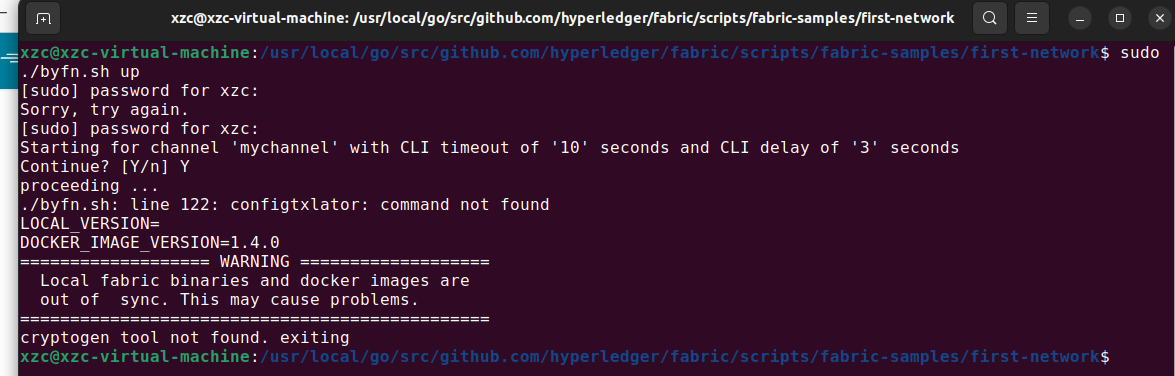 xzc@xzc-virtual-machine: /usr/local/go/src/github.com/hyperledger/fabric/scripts/fabric-samples/first-network
xzc@xzc-virtual-machine:/usr/local/go/src/github.com/hyperledger/fabric/scripts/fabric-samples/first-network$ sudo
./byfn.sh up
[sudo] password for xzc:
Sorry, try again.
[sudo] password for xzc:
Starting for channel 'mychannel' with CLI timeout of '10' seconds and CLI delay of '3' seconds
Continue? [Y/n] Y
proceeding ...
./byfn.sh: line 122: configtxlator: command not found
LOCAL_VERSION=
DOCKER_IMAGE_VERSION=1.4.0
=================== WARNING ===================
  Local fabric binaries and docker images are
  out of  sync. This may cause problems.
===============================================
cryptogen tool not found. exiting
xzc@xzc-virtual-machine:/usr/local/go/src/github.com/hyperledger/fabric/scripts/fabric-samples/first-network$